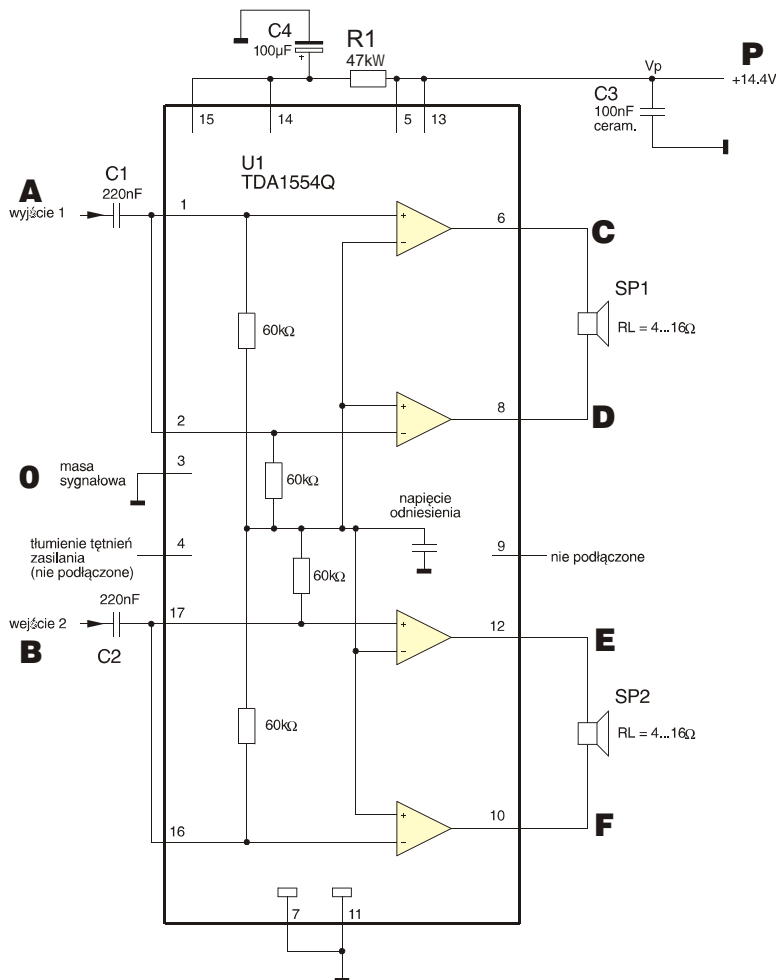 C4
100µF
R1
47kW
Vp
P
+14.4V
C3
100nF
ceram.
15
14
5
13
U1
TDA1554Q
A
wyjście 1
C1
220nF
1
+
−
6
C
60kΩ
SP1
RL = 4...16Ω
2
+
−
8
D
0
masa
sygnałowa
3
60kΩ
napięcie
odniesienia
tłumienie tętnień
zasilania
(nie podłączone)
4
9
nie podłączone
60kΩ
220nF
wejście 2
B
C2
17
+
−
12
E
60kΩ
SP2
RL = 4...16Ω
16
+
−
10
F
7
11